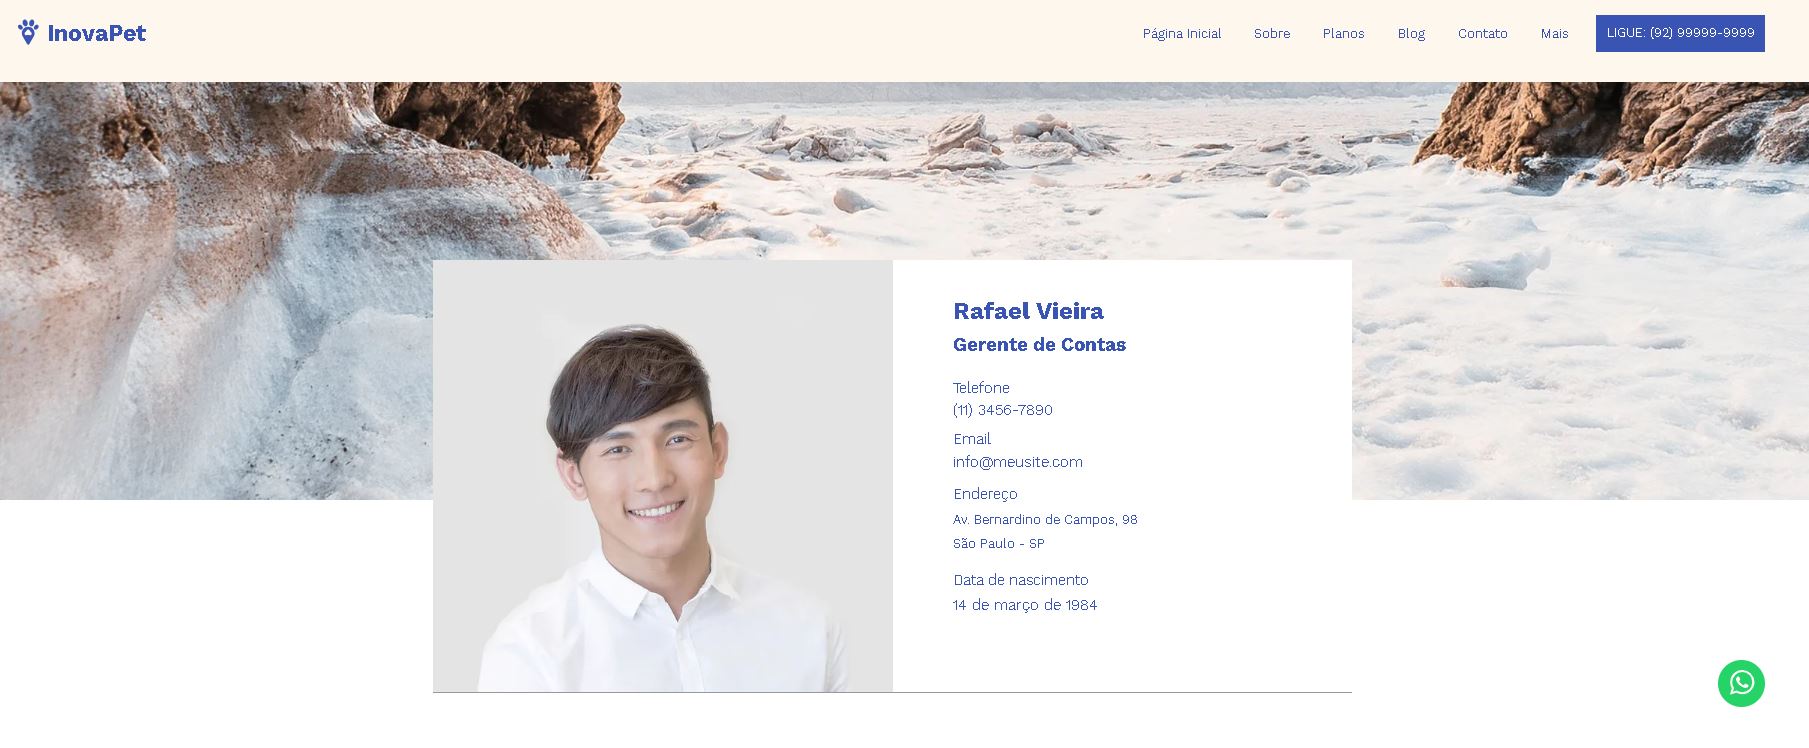 InovaPet
Página Inicial Sobre Planos Blog Contato Mais LIGUE: (92) 99999-9999
Rafael Vieira
Gerente de Contas
Telefone
(11) 3456-7890
Email
info@meusite.com
Endereço
Av. Bernardino de Campos, 98
São Paulo - SP
Data de nascimento
14 de março de 1984